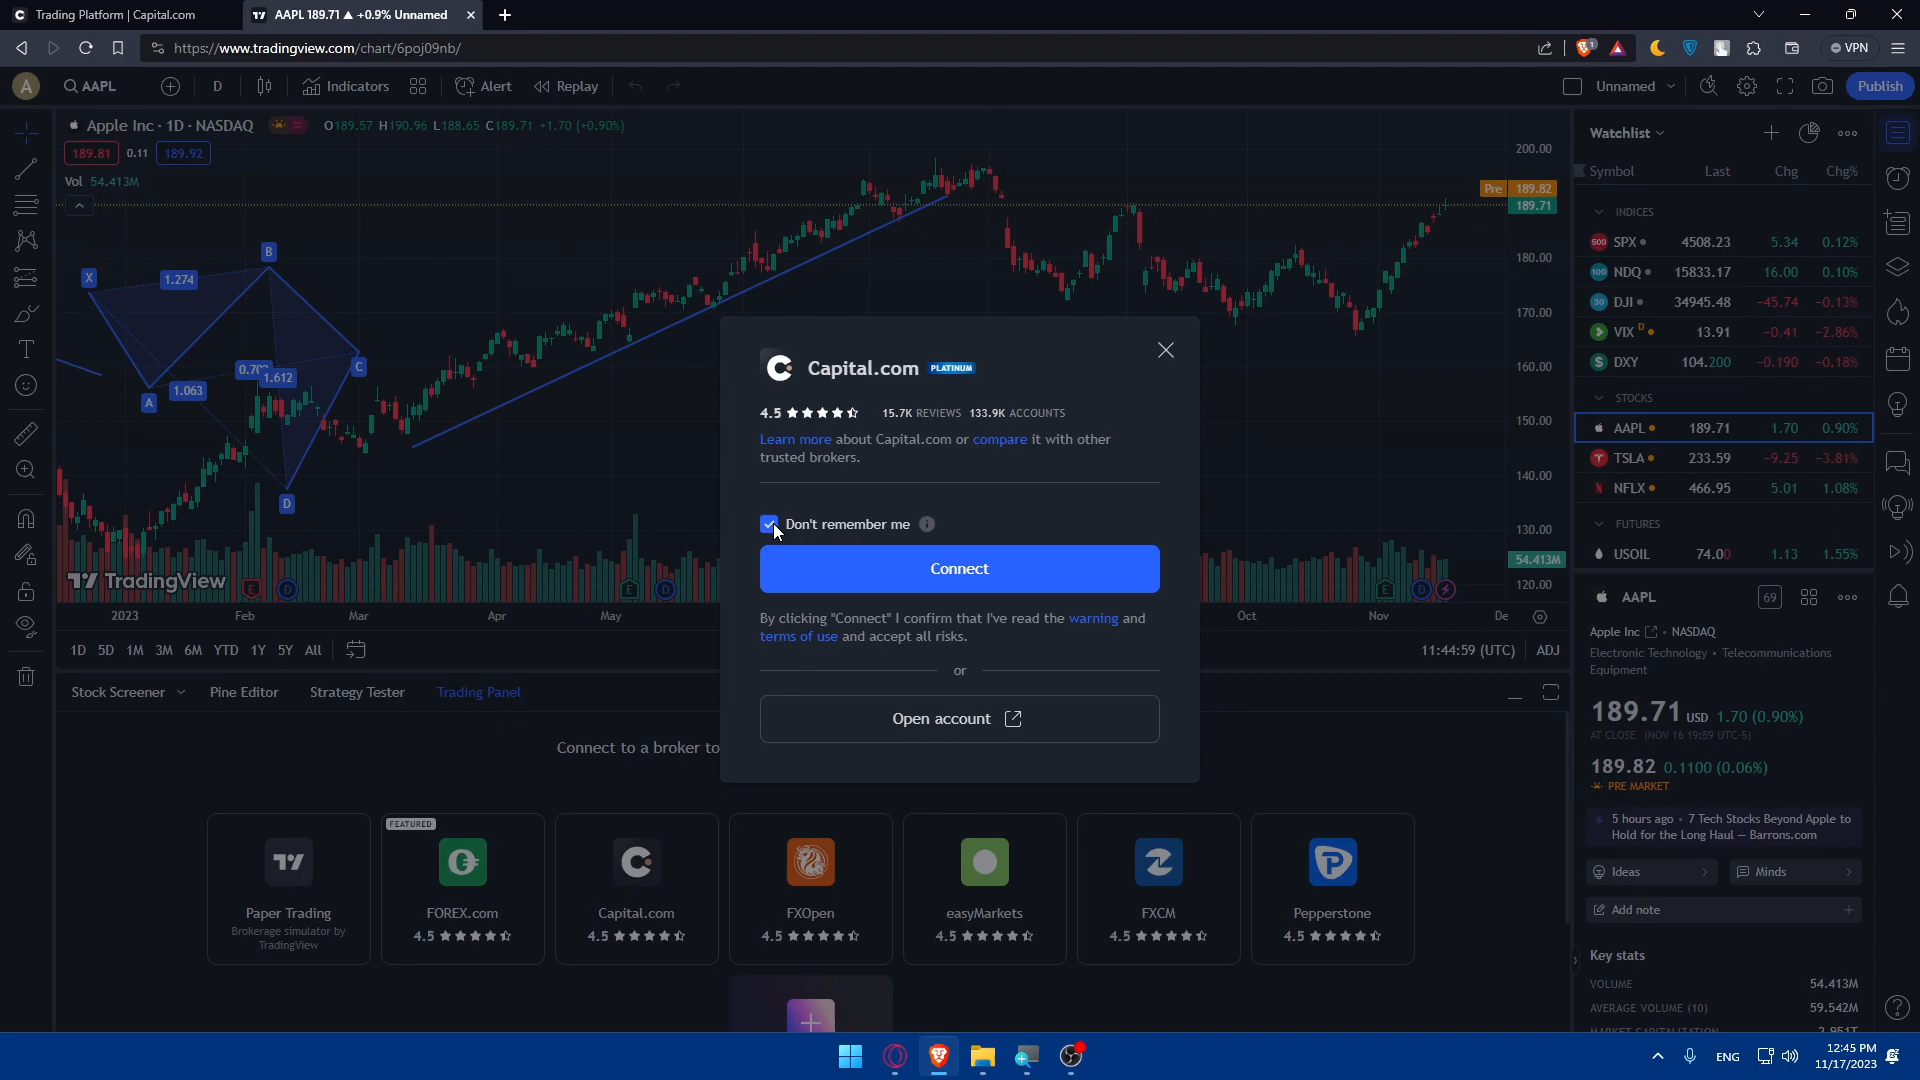 Trading Platform | Capital.com
AAPL 189.71 ▲ +0.9% Unnamed
https://www.tradingview.com/chart/6poj09nb/
VPN
A
AAPL
D
Indicators
Alert
Replay
Unnamed
Publish
Apple Inc · 1D · NASDAQ
O189.57 H190.96 L188.65 C189.71 +1.70 (+0.90%)
189.81 0.11 189.92
Vol 54.413M
X
1.274
B
A
1.063
1.612
C
D
TradingView
E D E D E D
200.00
Pre 189.82
189.71
180.00
170.00
160.00
150.00
140.00
130.00
54.413M
120.00
2023 Feb Mar Apr May Oct Nov De
1D 5D 1M 3M 6M YTD 1Y 5Y All
11:44:59 (UTC) ADJ
Stock Screener Pine Editor Strategy Tester Trading Panel
Connect to a broker to
Capital.com PLATINUM
4.5 15.7K REVIEWS 133.9K ACCOUNTS
Learn more about Capital.com or compare it with other
trusted brokers.
Don't remember me
Connect
By clicking "Connect" I confirm that I've read the warning and
terms of use and accept all risks.
or
Open account
Paper Trading
Brokerage simulator by
TradingView
FEATURED
FOREX.com
4.5
Capital.com
4.5
FXOpen
4.5
easyMarkets
4.5
FXCM
4.5
Pepperstone
4.5
Watchlist
Symbol Last Chg Chg%
INDICES
500 SPX 4508.23 5.34 0.12%
100 NDQ 15833.17 16.00 0.10%
30 DJI 34945.48 -45.74 -0.13%
VIX D 13.91 -0.41 -2.86%
DXY 104.200 -0.190 -0.18%
STOCKS
AAPL 189.71 1.70 0.90%
TSLA 233.59 -9.25 -3.81%
NFLX 466.95 5.01 1.08%
FUTURES
USOIL 74.00 1.13 1.55%
AAPL
69
Apple Inc • NASDAQ
Electronic Technology • Telecommunications
Equipment
189.71 USD 1.70 (0.90%)
AT CLOSE (NOV 16 19:59 UTC-5)
189.82 0.1100 (0.06%)
PRE MARKET
5 hours ago • 7 Tech Stocks Beyond Apple to
Hold for the Long Haul — Barrons.com
Ideas
Minds
Add note
Key stats
VOLUME 54.413M
AVERAGE VOLUME (10) 59.542M
ENG
12:45 PM
11/17/2023